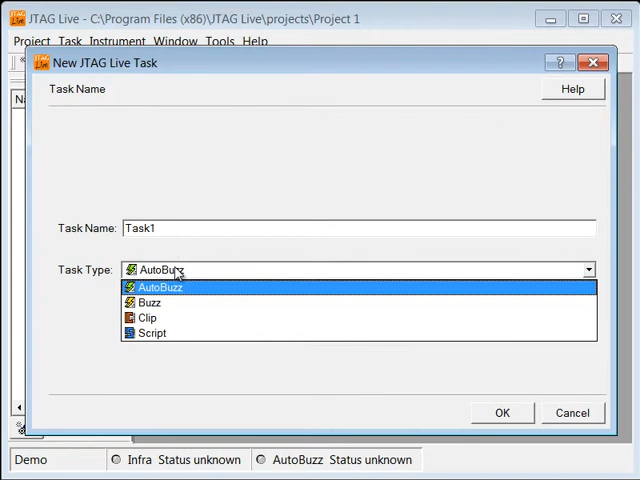 JTAG Live - C:\Program Files (x86)\JTAG Live\projects\Project 1
Project Task Instrument Window Tools Help
New JTAG Live Task
Task Name
Help
Task Name: Task1
Task Type: AutoBuzz
AutoBuzz
Buzz
Clip
Script
OK Cancel
Demo Infra Status unknown AutoBuzz Status unknown